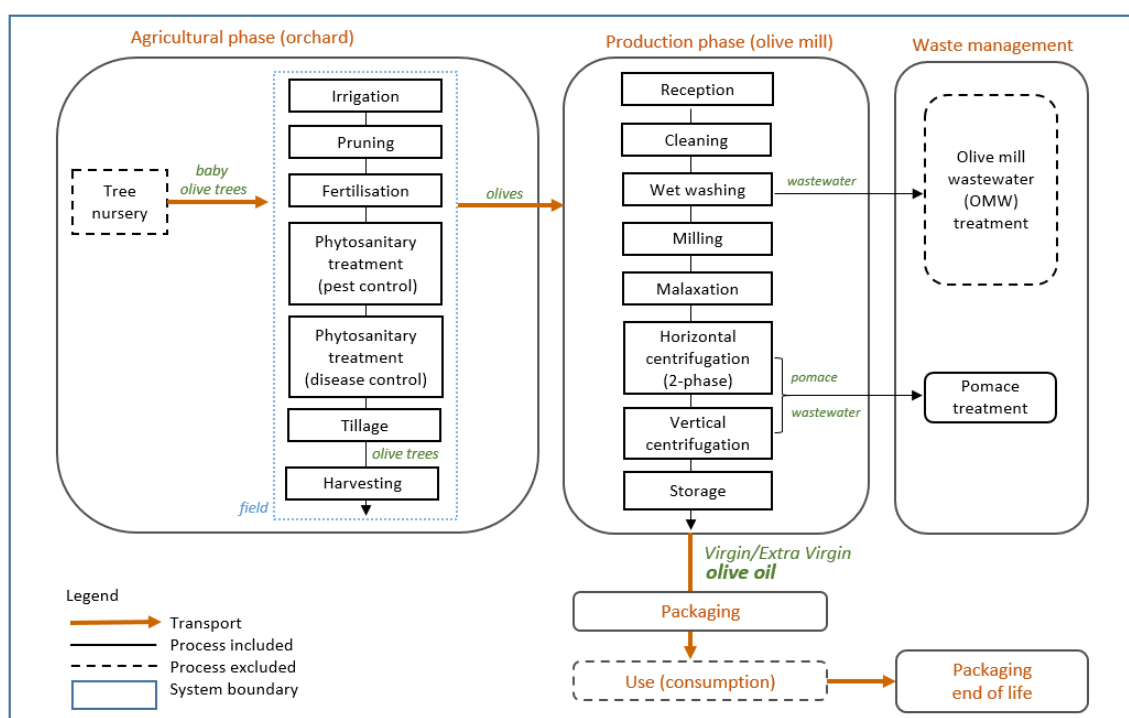 Agricultural phase (orchard)
Irrigation
Pruning
Fertilisation
Phytosanitary
treatment
(pest control)
Phytosanitary
treatment
(disease control)
Tillage
olive trees
Harvesting
field
Tree
nursery
baby
olive trees
olives
Production phase (olive mill)
Reception
Cleaning
Wet washing
Milling
Malaxation
Horizontal
centrifugation
(2-phase)
Vertical
centrifugation
Storage
wastewater
pomace
wastewater
Waste management
Olive mill
wastewater
(OMW)
treatment
Pomace
treatment
Virgin/Extra Virgin
olive oil
Packaging
Use (consumption)
Packaging
end of life
Legend
Transport
Process included
Process excluded
System boundary